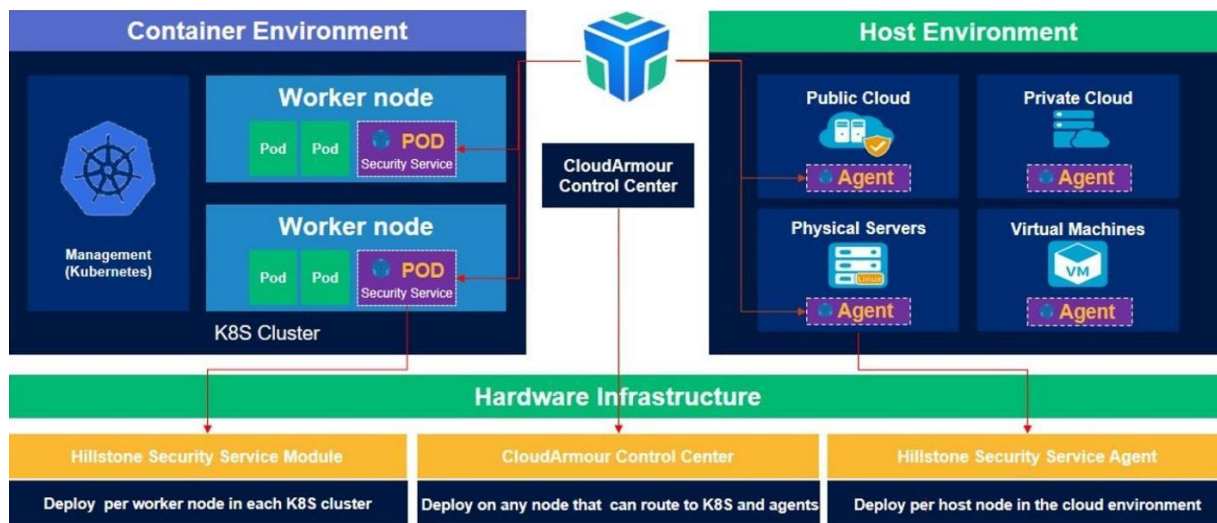 Container Environment
Management
(Kubernetes)
Worker node
Pod
Pod
POD
Security Service
Worker node
Pod
Pod
POD
Security Service
K8S Cluster
CloudArmour
Control Center
Host Environment
Public Cloud
Agent
Private Cloud
Agent
Physical Servers
Linux
Agent
Virtual Machines
VM
Agent
Hardware Infrastructure
Hillstone Security Service Module
Deploy per worker node in each K8S cluster
CloudArmour Control Center
Deploy on any node that can route to K8S and agents
Hillstone Security Service Agent
Deploy per host node in the cloud environment